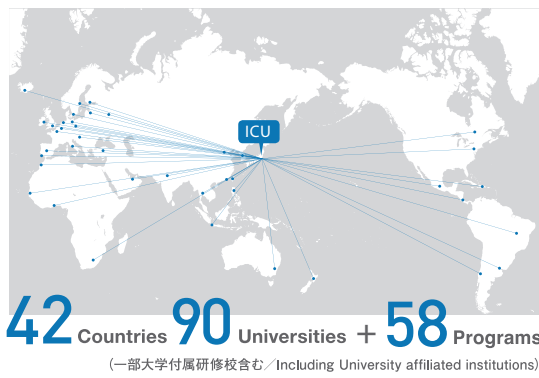 ICU
42 Countries 90 Universities + 58 Programs
(一部大学付属研修校含む/Including University affiliated institutions)